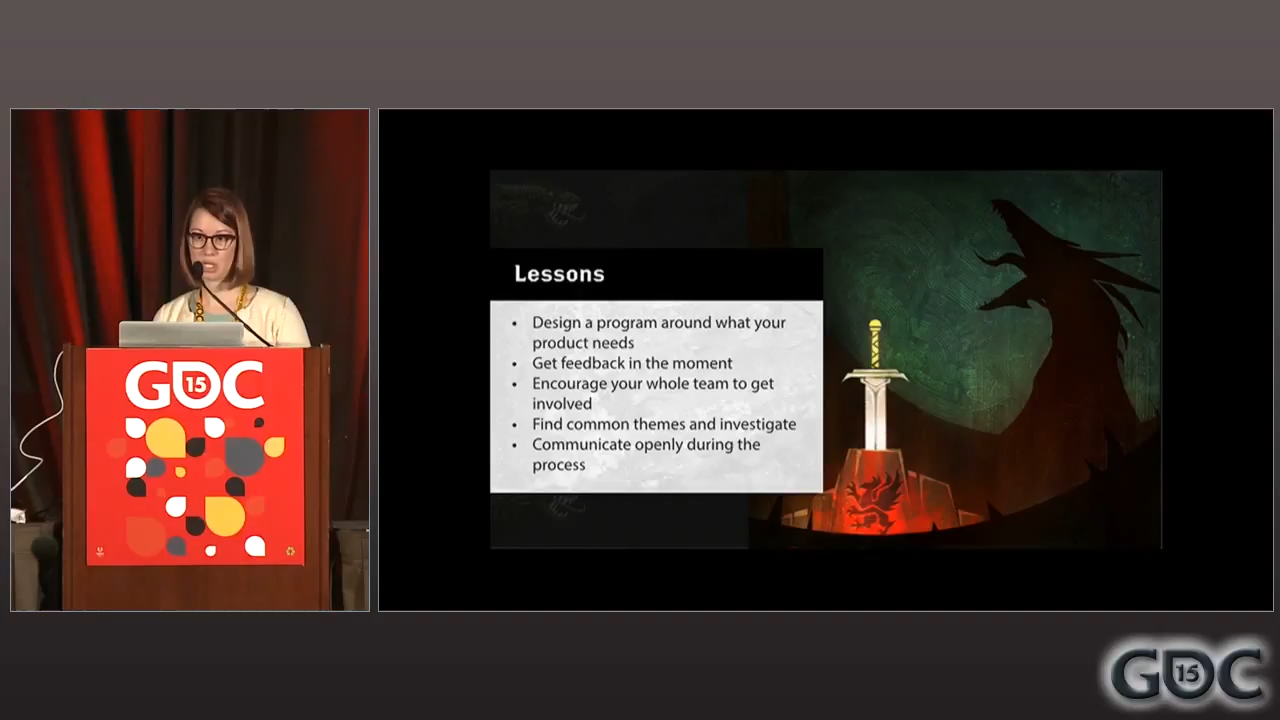 GDC
15
Lessons
• Design a program around what your
product needs
• Get feedback in the moment
• Encourage your whole team to get
involved
• Find common themes and investigate
• Communicate openly during the
process
GDC
15